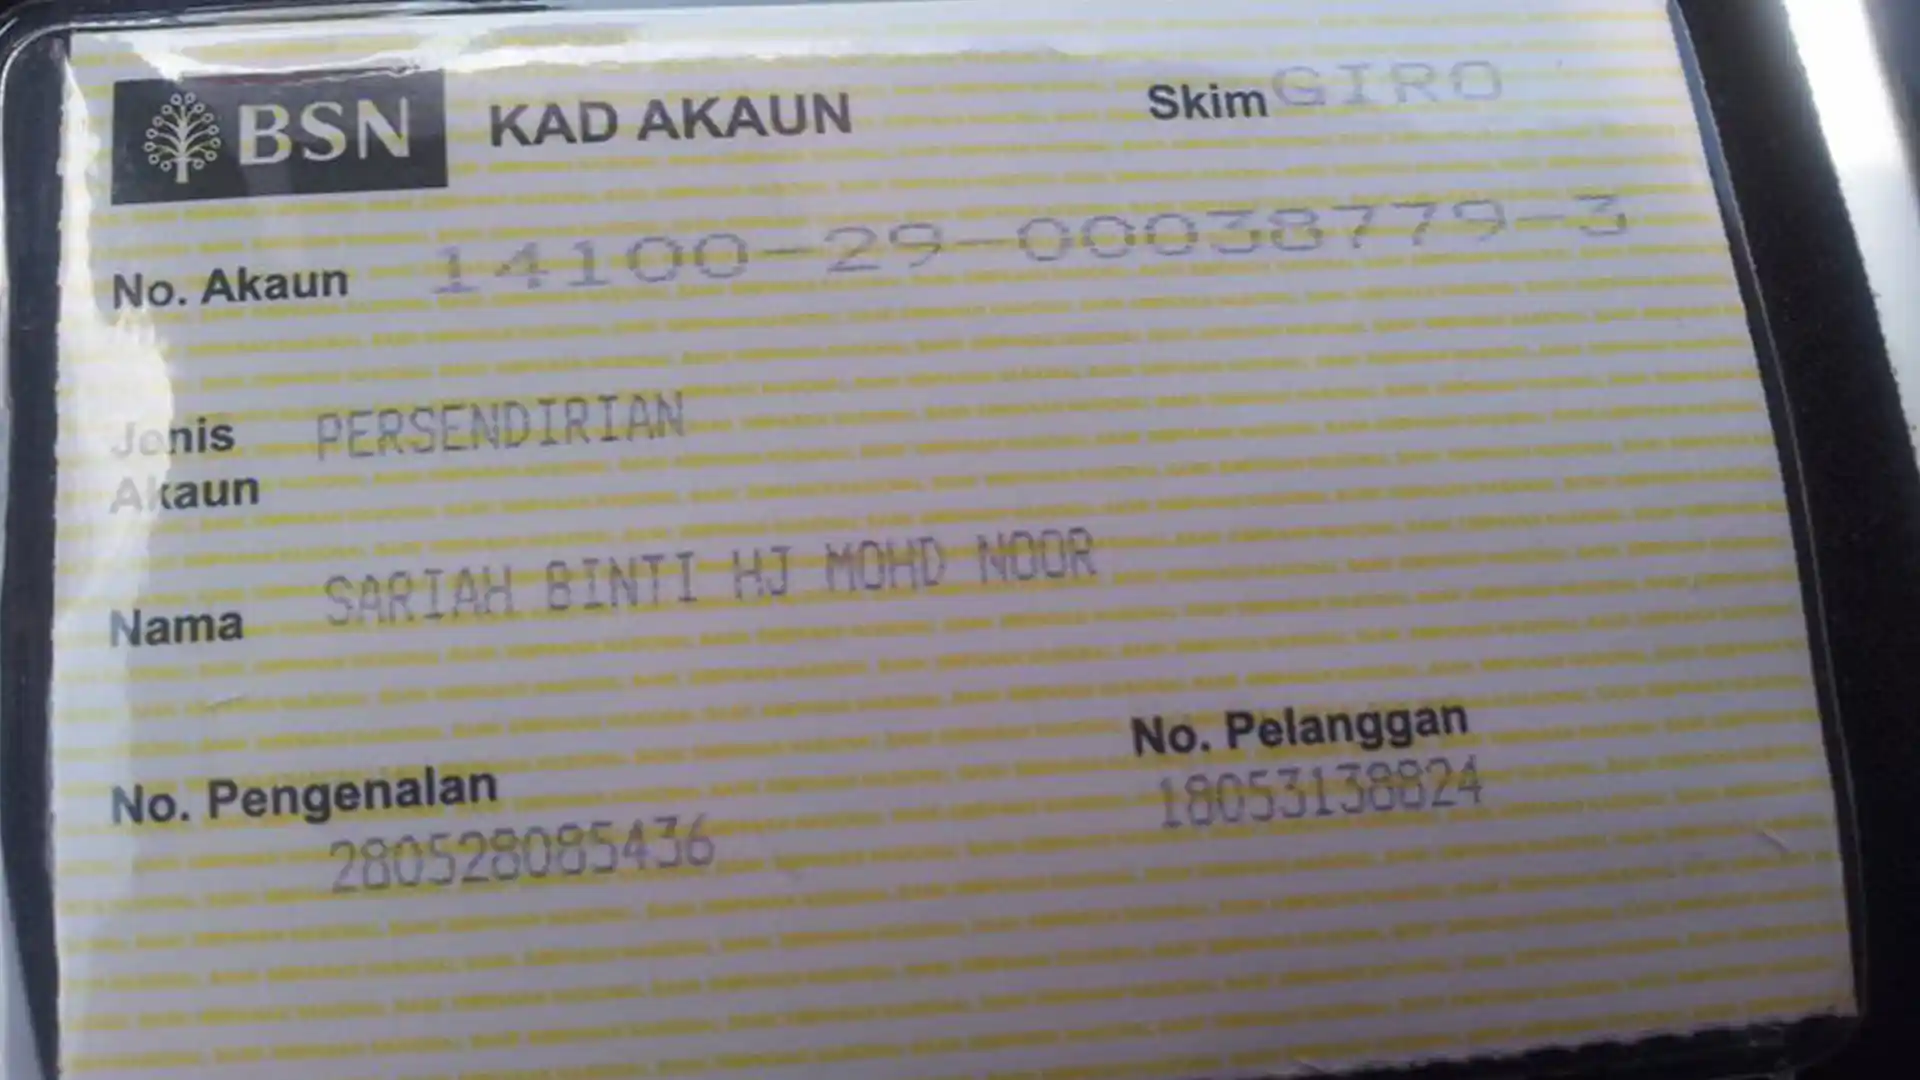 BSN KAD AKAUN Skim GIRO
No. Akaun 14100-29-00038779-3
Jenis Akaun PERSENDIRIAN
Nama SARIAH BINTI HJ MOHD NOOR
No. Pengenalan No. Pelanggan
280528085436 18053138824